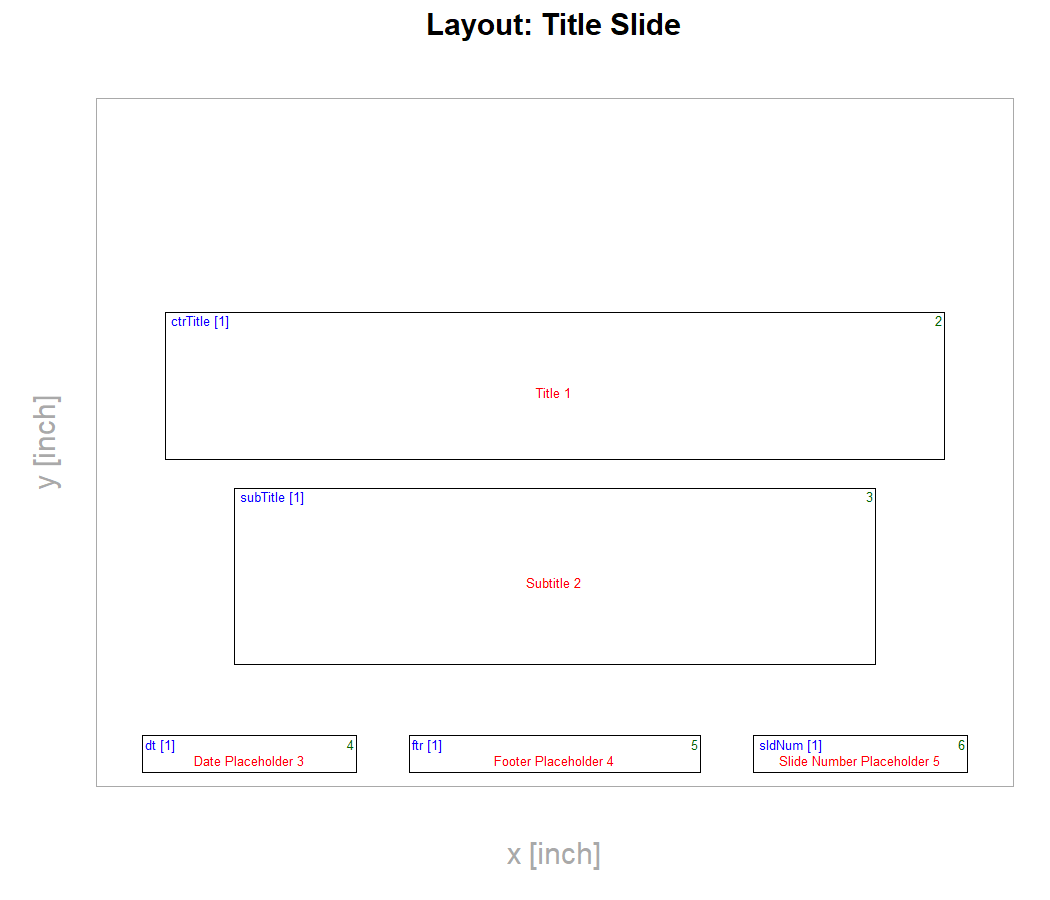 Layout: Title Slide
y [inch]
ctrTitle [1] 2
Title 1
subTitle [1] 3
Subtitle 2
dt [1] 4
Date Placeholder 3
ftr [1] 5
Footer Placeholder 4
sldNum [1] 6
Slide Number Placeholder 5
x [inch]